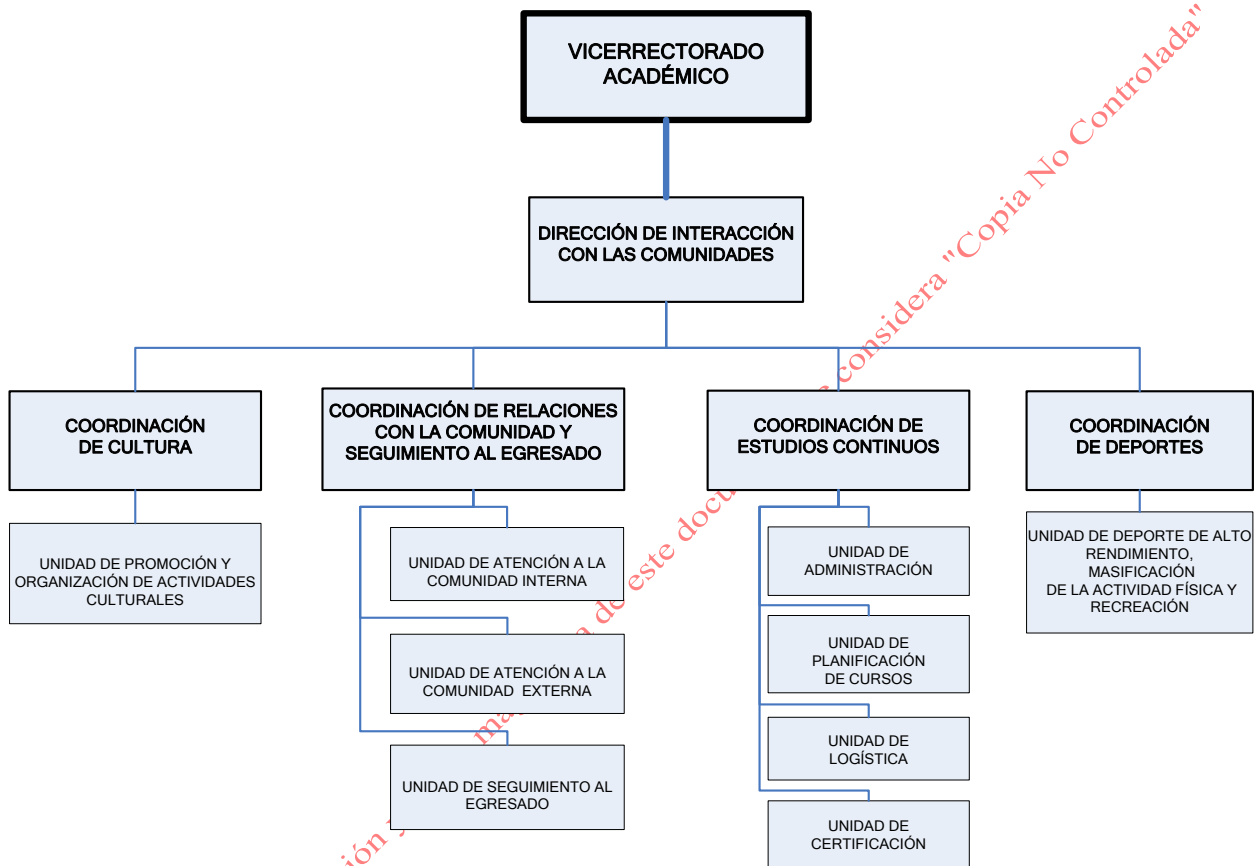 VICERRECTORADO
ACADÉMICO
DIRECCIÓN DE INTERACCIÓN
CON LAS COMUNIDADES
COORDINACIÓN
DE CULTURA
COORDINACIÓN DE RELACIONES
CON LA COMUNIDAD Y
SEGUIMIENTO AL EGRESADO
COORDINACIÓN DE
ESTUDIOS CONTINUOS
COORDINACIÓN
DE DEPORTES
UNIDAD DE PROMOCIÓN Y
ORGANIZACIÓN DE ACTIVIDADES
CULTURALES
UNIDAD DE ATENCIÓN A LA
COMUNIDAD INTERNA
UNIDAD DE ATENCIÓN A LA
COMUNIDAD EXTERNA
UNIDAD DE SEGUIMIENTO AL
EGRESADO
UNIDAD DE
ADMINISTRACIÓN
UNIDAD DE
PLANIFICACIÓN
DE CURSOS
UNIDAD DE
LOGÍSTICA
UNIDAD DE
CERTIFICACIÓN
UNIDAD DE DEPORTE DE ALTO
RENDIMIENTO,
MASIFICACIÓN
DE LA ACTIVIDAD FÍSICA Y
RECREACIÓN
de este considera "Copia No Controlada"